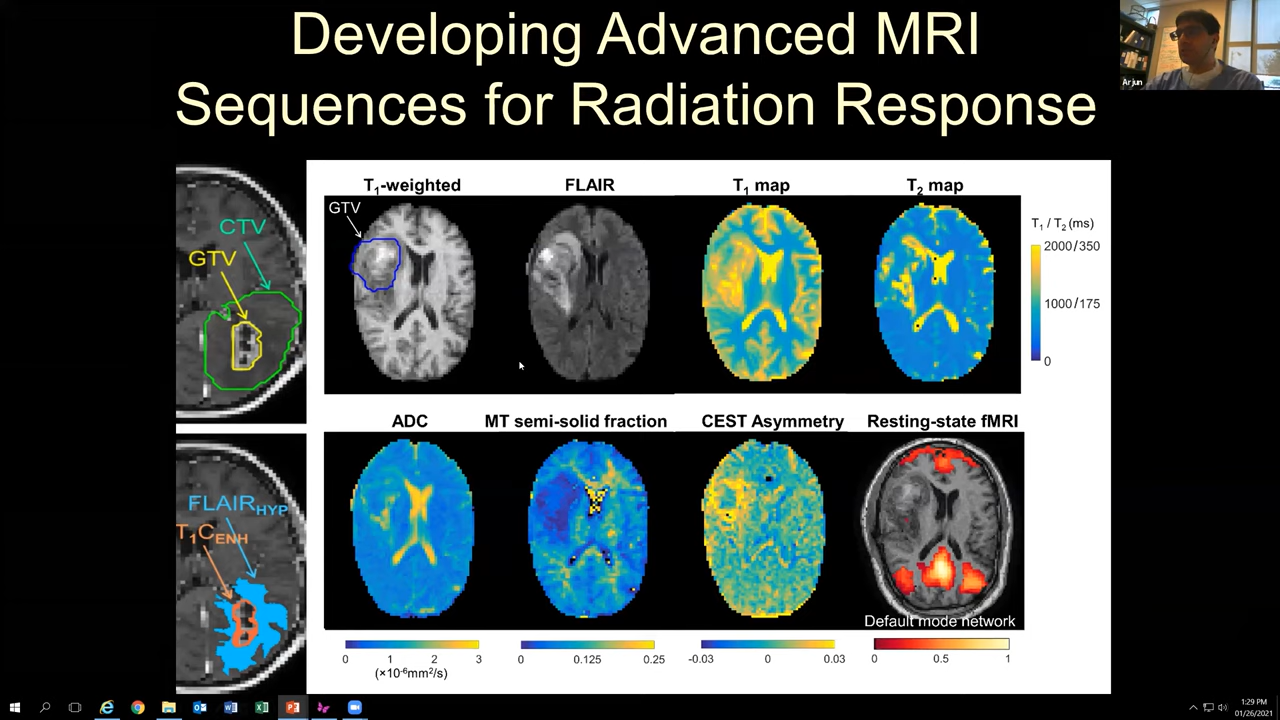 Developing Advanced MRI
Sequences for Radiation Response
Arjun
CTV
GTV
FLAIRHYP
T1CENH
T1-weighted
FLAIR
T1 map
T2 map
GTV
T1 / T2 (ms)
2000/350
1000/175
0
ADC
MT semi-solid fraction
CEST Asymmetry
Resting-state fMRI
Default mode network
0 1 2 3
(×10-6mm2/s)
0 0.125 0.25
-0.03 0 0.03
0 0.5 1
1:29 PM
01/26/2021